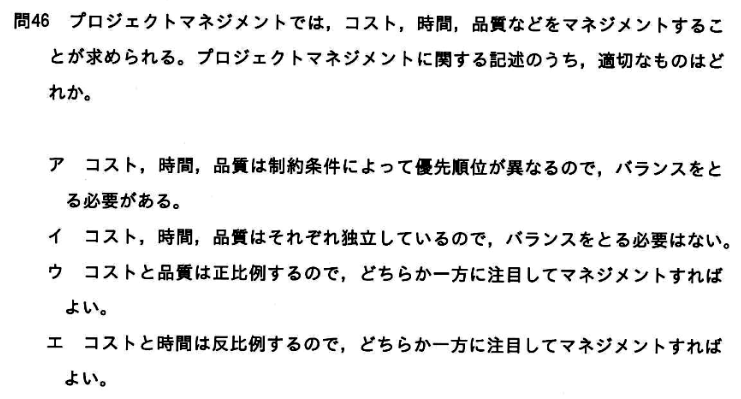 問46 プロジェクトマネジメントでは，コスト，時間，品質などをマネジメントするこ
とが求められる。プロジェクトマネジメントに関する記述のうち，適切なものはど
れか。
ア コスト，時間，品質は制約条件によって優先順位が異なるので，バランスをと
る必要がある。
イ コスト，時間，品質はそれぞれ独立しているので，バランスをとる必要はない。
ウ コストと品質は正比例するので，どちらか一方に注目してマネジメントすれば
よい。
エ コストと時間は反比例するので，どちらか一方に注目してマネジメントすれば
よい。